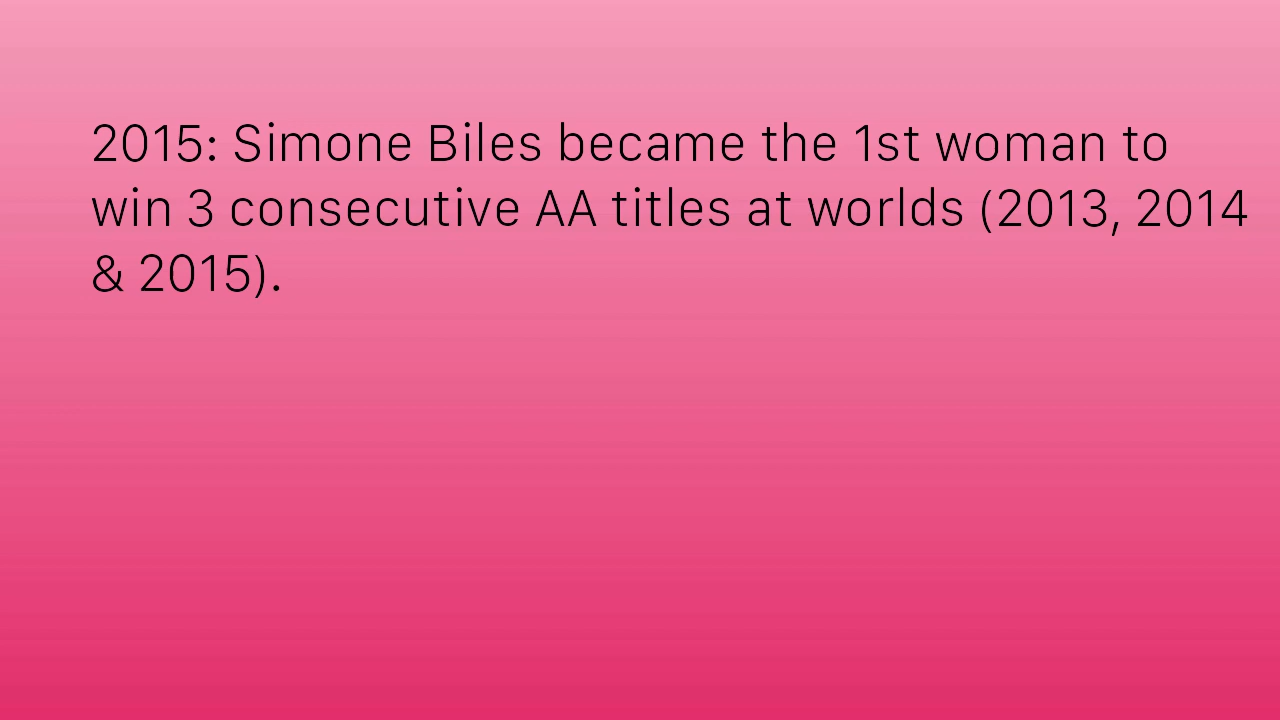 2015: Simone Biles became the 1st woman to
win 3 consecutive AA titles at worlds (2013, 2014
& 2015).